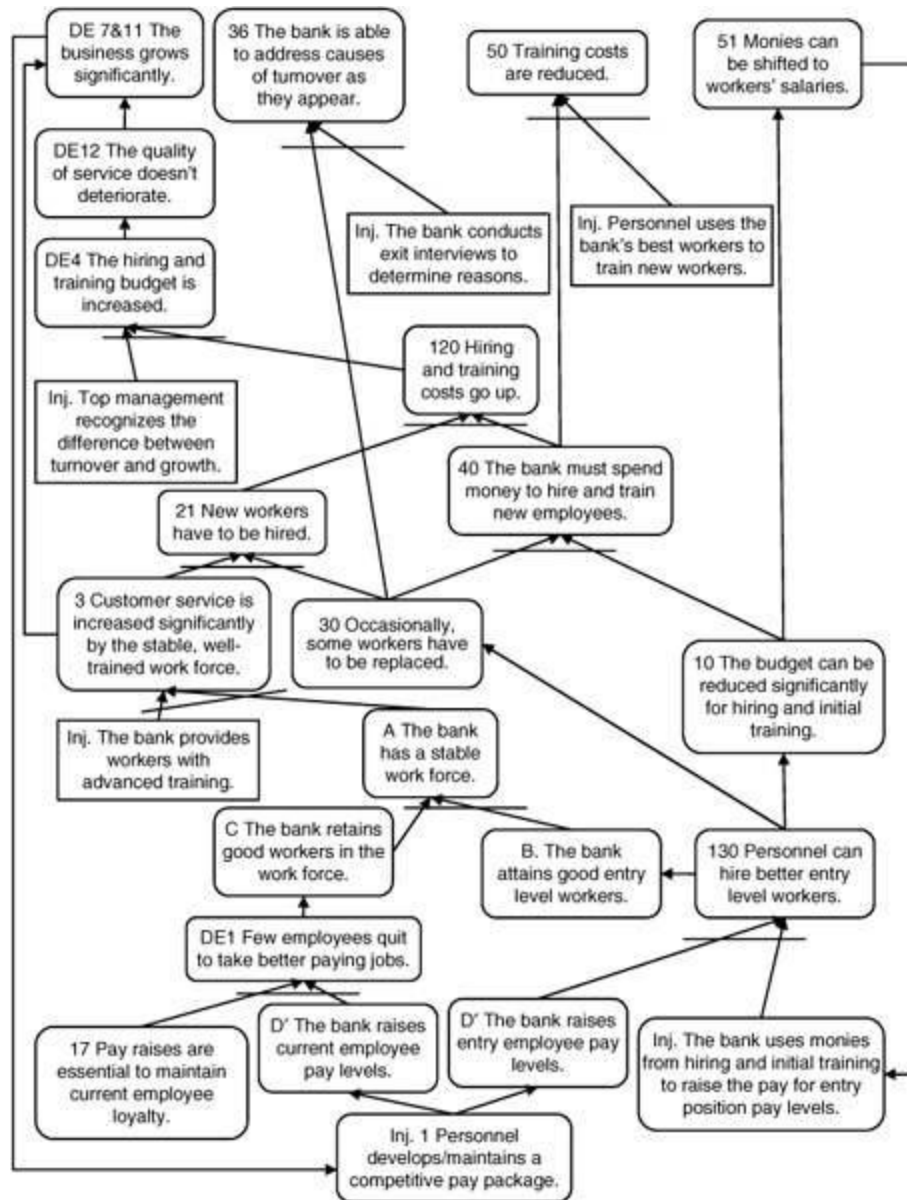 DE 7&11 The
business grows
significantly.
36 The bank is able
to address causes
of turnover as
they appear.
50 Training costs
are reduced.
51 Monies can
be shifted to
workers' salaries.
DE12 The quality
of service doesn't
deteriorate.
Inj. The bank conducts
exit interviews to
determine reasons.
Inj. Personnel uses the
bank's best workers to
train new workers.
DE4 The hiring and
training budget is
increased.
120 Hiring
and training
costs go up.
Inj. Top management
recognizes the
difference between
turnover and growth.
40 The bank must spend
money to hire and train
new employees.
21 New workers
have to be hired.
3 Customer service is
increased significantly
by the stable, well-
trained work force.
30 Occasionally,
some workers have
to be replaced.
10 The budget can be
reduced significantly
for hiring and initial
training.
Inj. The bank provides
workers with
advanced training.
A The bank
has a stable
work force.
C The bank retains
good workers in the
work force.
B. The bank
attains good entry
level workers.
130 Personnel can
hire better entry
level workers.
DE1 Few employees quit
to take better paying jobs.
17 Pay raises are
essential to maintain
current employee
loyalty.
D' The bank raises
current employee
pay levels.
D' The bank raises
entry employee pay
levels.
Inj. The bank uses monies
from hiring and initial training
to raise the pay for entry
position pay levels.
Inj. 1 Personnel
develops/maintains a
competitive pay package.